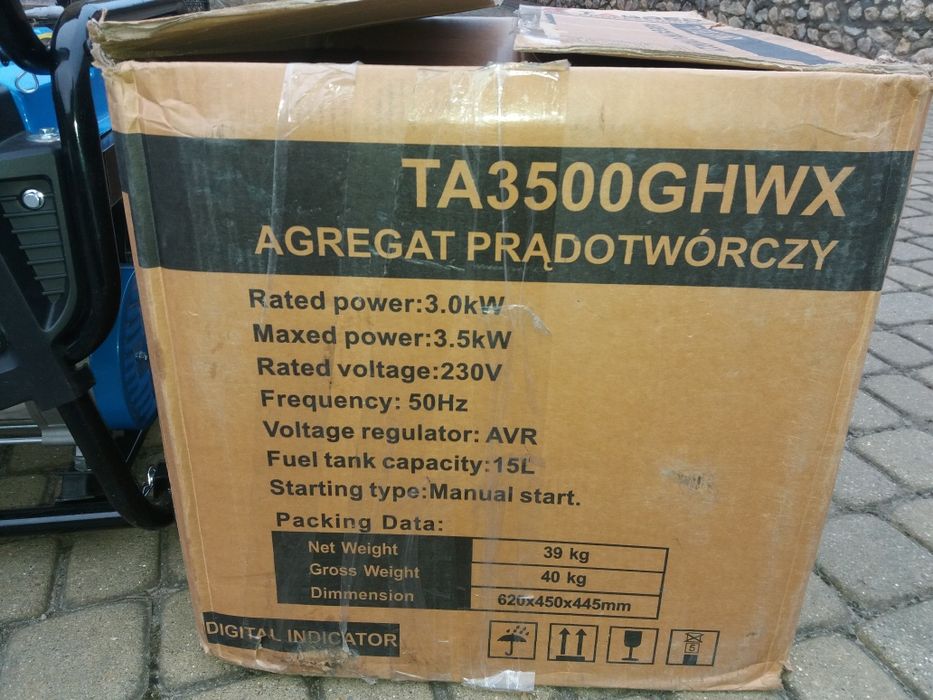 TA3500GHWX
AGREGAT PRĄDOTWÓRCZY
Rated power:3.0kW
Maxed power:3.5kW
Rated voltage:230V
Frequency: 50Hz
Voltage regulator: AVR
Fuel tank capacity:15L
Starting type:Manual start.
Packing Data:
Net Weight 39 kg
Gross Weight 40 kg
Dimmension 620x450x445mm
DIGITAL INDICATOR
5